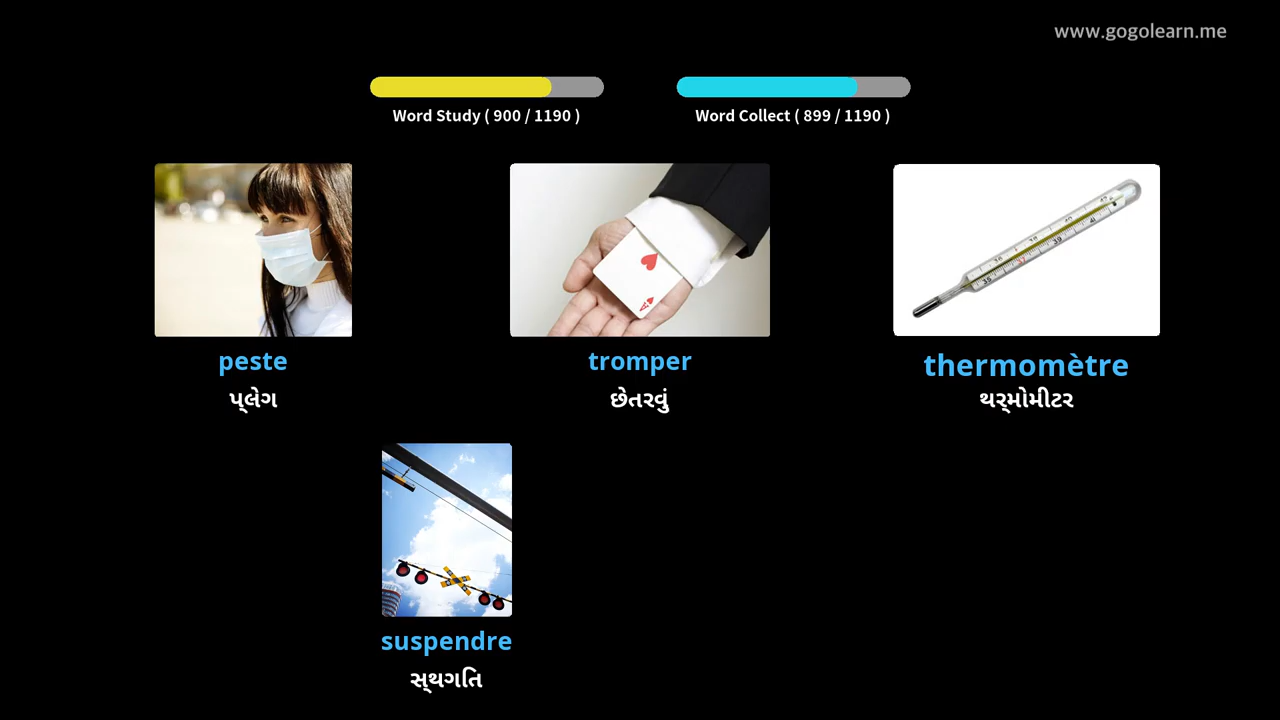 www.gogolearn.me
Word Study ( 900 / 1190 )
Word Collect ( 899 / 1190 )
peste
પ્લેગ
tromper
છેતરવું
thermomètre
થર્મોમીટર
suspendre
સ્થગતિ